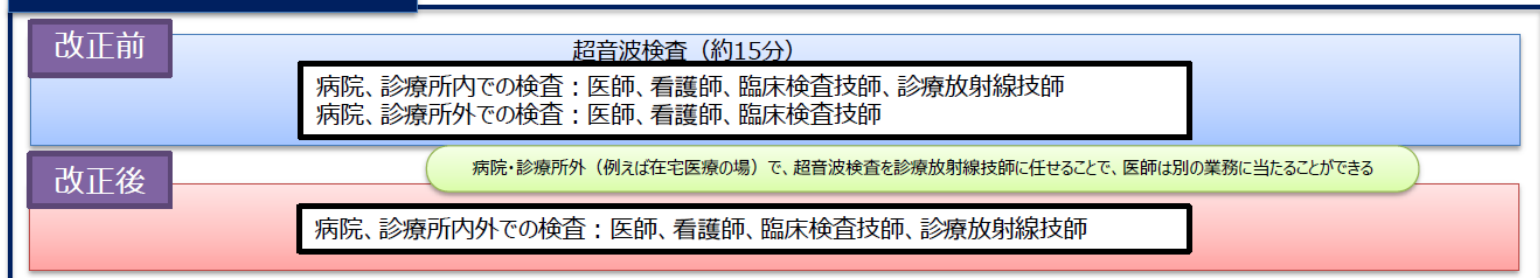 改正前
超音波検査（約15分）
病院、診療所内での検査：医師、看護師、臨床検査技師、診療放射線技師
病院、診療所外での検査：医師、看護師、臨床検査技師
改正後
病院・診療所外（例えば在宅医療の場）で、超音波検査を診療放射線技師に任せることで、医師は別の業務に当たることができる
病院、診療所内外での検査：医師、看護師、臨床検査技師、診療放射線技師